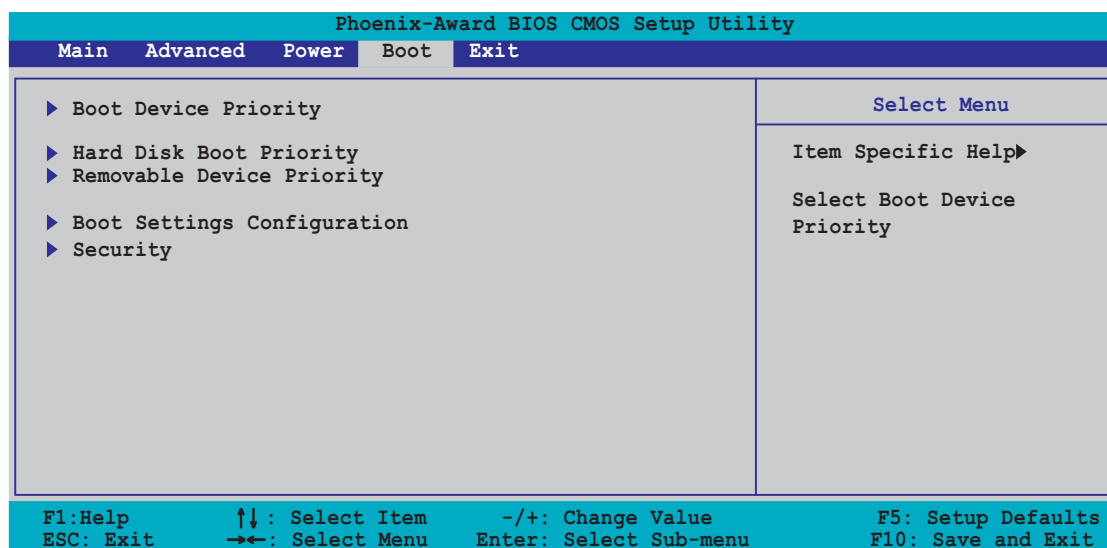 Phoenix-Award BIOS CMOS Setup Utility
Main Advanced Power Boot Exit
Boot Device Priority
Hard Disk Boot Priority
Removable Device Priority
Boot Settings Configuration
Security
Select Menu
Item Specific Help
Select Boot Device
Priority
F1:Help ↑↓: Select Item -/+: Change Value F5: Setup Defaults
ESC: Exit →←: Select Menu Enter: Select Sub-menu F10: Save and Exit